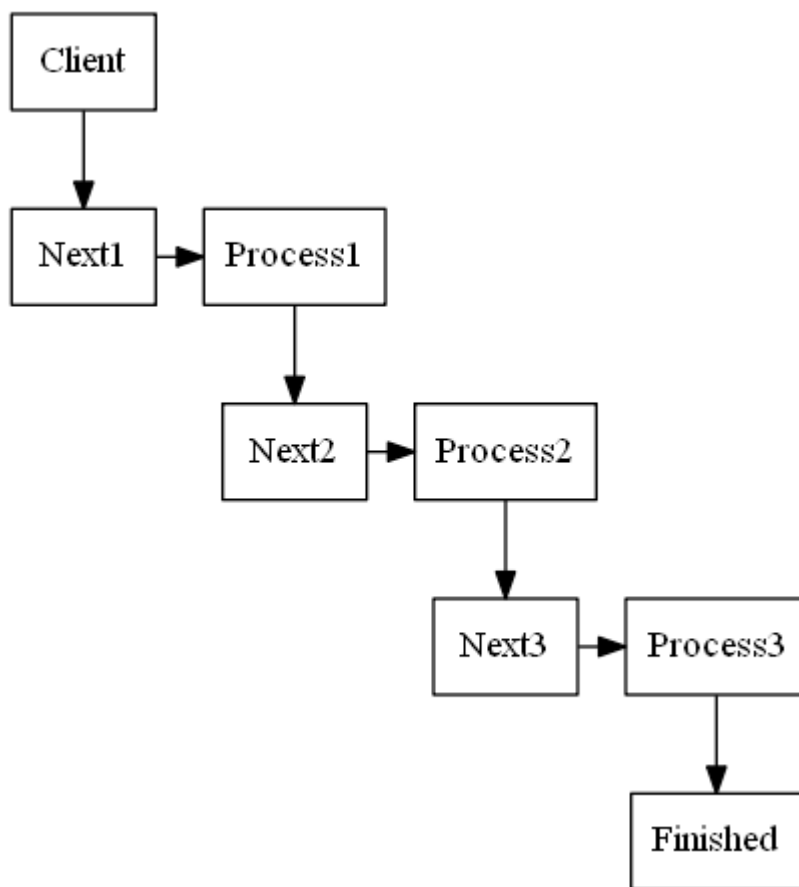 Client
Next1
Process1
Next2
Process2
Next3
Process3
Finished